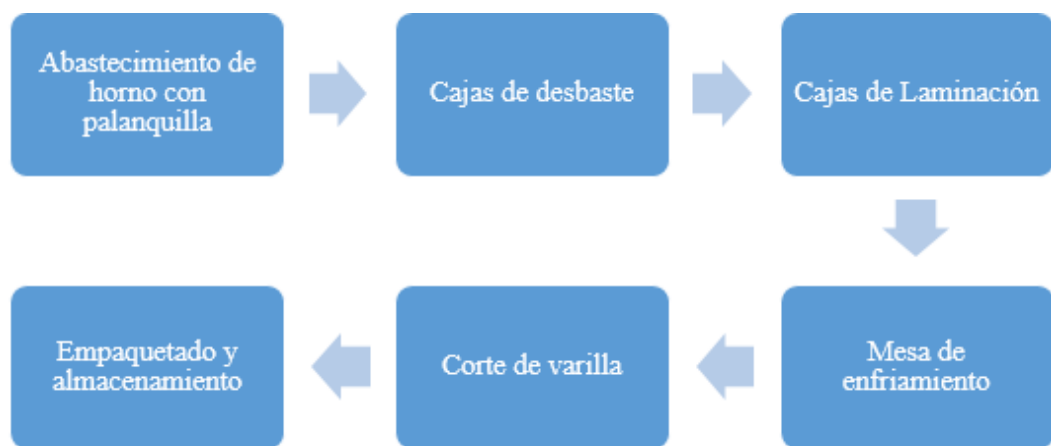 Abastecimiento de
horno con
palanquilla
Cajas de desbaste
Cajas de Laminación
Mesa de
enfriamiento
Corte de varilla
Empaquetado y
almacenamiento